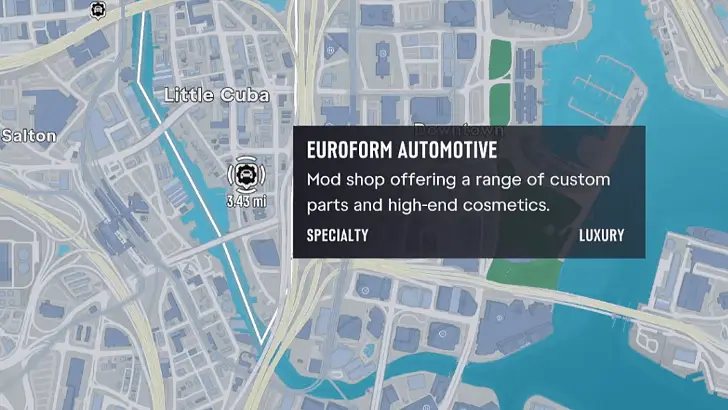 Little Cuba
Salton
Downtown
3.43 mi
EUROFORM AUTOMOTIVE
Mod shop offering a range of custom
parts and high-end cosmetics.
SPECIALTY LUXURY